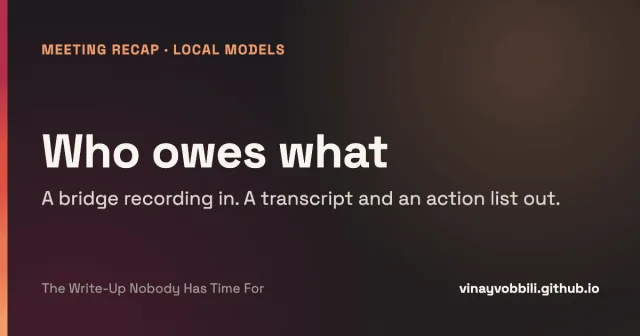 MEETING RECAP · LOCAL MODELS
Who owes what
A bridge recording in. A transcript and an action list out.
The Write-Up Nobody Has Time For
vinayvobbili.github.io